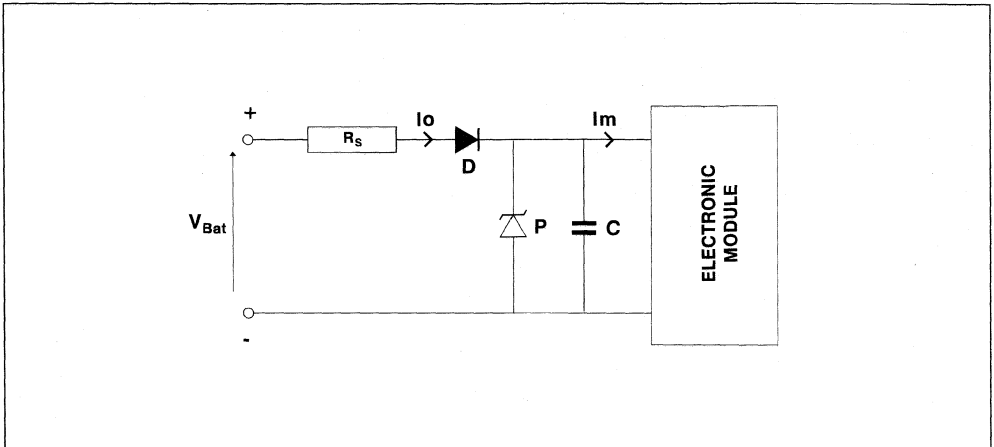 +
Rs
Io
D
Im
VBat
P
C
ELECTRONIC
MODULE
-